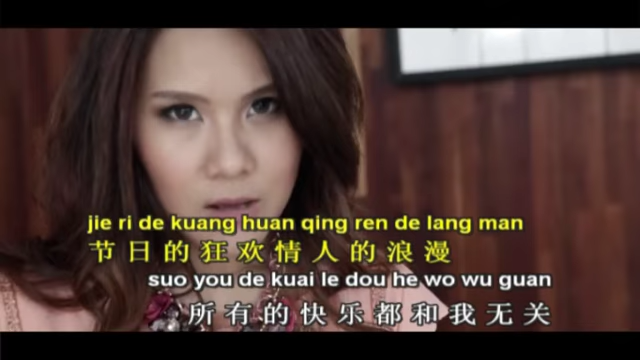 jie ri de kuang huan qing ren de lang man
节日的狂欢情人的浪漫
suo you de kuai le dou he wo wu guan
所有的快乐都和我无关